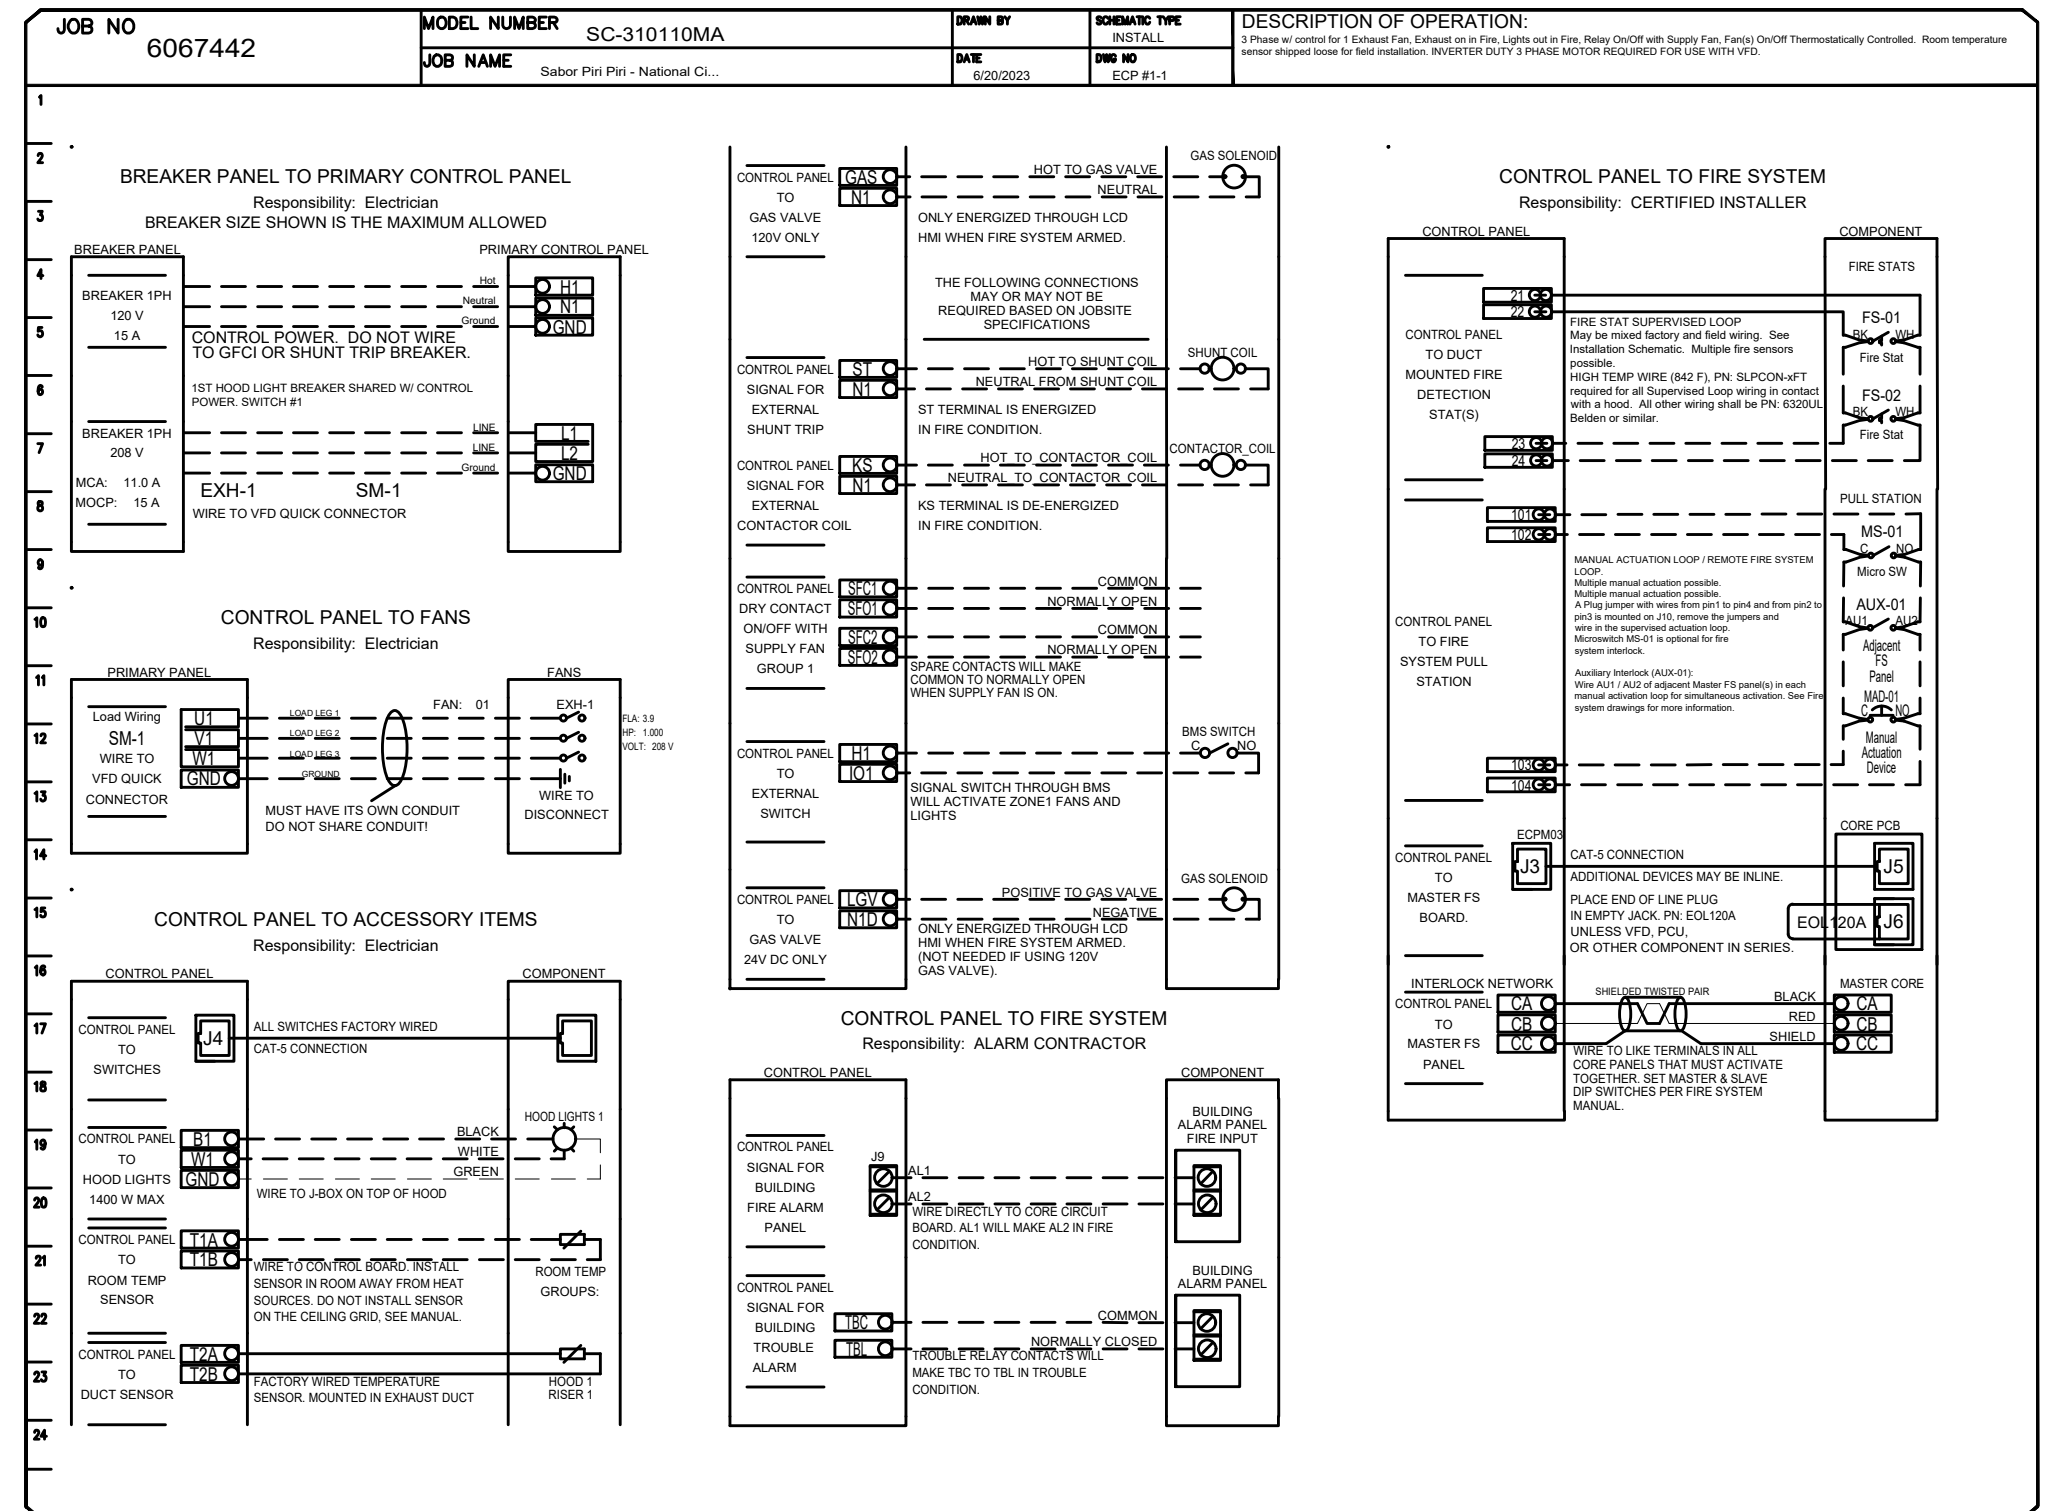 JOB NO
6067442
MODEL NUMBER
SC-310110MA
JOB NAME
Sabor Piri Piri - National Ci...
DRAWN BY
SCHEMATIC TYPE
INSTALL
DATE
6/20/2023
DWG NO
ECP #1-1
DESCRIPTION OF OPERATION:
3 Phase w/ control for 1 Exhaust Fan, Exhaust on in Fire, Lights out in Fire, Relay On/Off with Supply Fan, Fan(s) On/Off Thermostatically Controlled. Room temperature
sensor shipped loose for field installation. INVERTER DUTY 3 PHASE MOTOR REQUIRED FOR USE WITH VFD.
1
2
3
4
5
6
7
8
9
10
11
12
13
14
15
16
17
18
19
20
21
22
23
24
BREAKER PANEL TO PRIMARY CONTROL PANEL
Responsibility: Electrician
BREAKER SIZE SHOWN IS THE MAXIMUM ALLOWED
BREAKER PANEL
PRIMARY CONTROL PANEL
BREAKER 1PH
120 V
15 A
Hot
H1
Neutral
N1
Ground
GND
CONTROL POWER. DO NOT WIRE
TO GFCI OR SHUNT TRIP BREAKER.
1ST HOOD LIGHT BREAKER SHARED W/ CONTROL
POWER. SWITCH #1
BREAKER 1PH
208 V
MCA: 11.0 A
MOCP: 15 A
LINE
L1
LINE
L2
Ground
GND
EXH-1 SM-1
WIRE TO VFD QUICK CONNECTOR
CONTROL PANEL TO FANS
Responsibility: Electrician
PRIMARY PANEL
FANS
Load Wiring
SM-1
WIRE TO
VFD QUICK
CONNECTOR
U1
V1
W1
GND
LOAD LEG 1
LOAD LEG 2
LOAD LEG 3
GROUND
FAN: 01
EXH-1
FLA: 3.9
HP: 1.000
VOLT: 208 V
WIRE TO
DISCONNECT
MUST HAVE ITS OWN CONDUIT
DO NOT SHARE CONDUIT!
CONTROL PANEL TO ACCESSORY ITEMS
Responsibility: Electrician
CONTROL PANEL
COMPONENT
CONTROL PANEL
TO
SWITCHES
J4
ALL SWITCHES FACTORY WIRED
CAT-5 CONNECTION
CONTROL PANEL
TO
HOOD LIGHTS
1400 W MAX
B1
W1
GND
BLACK
WHITE
GREEN
HOOD LIGHTS 1
WIRE TO J-BOX ON TOP OF HOOD
CONTROL PANEL
TO
ROOM TEMP
SENSOR
T1A
T1B
WIRE TO CONTROL BOARD. INSTALL
SENSOR IN ROOM AWAY FROM HEAT
SOURCES. DO NOT INSTALL SENSOR
ON THE CEILING GRID, SEE MANUAL.
ROOM TEMP
GROUPS:
CONTROL PANEL
TO
DUCT SENSOR
T2A
T2B
FACTORY WIRED TEMPERATURE
SENSOR. MOUNTED IN EXHAUST DUCT
HOOD 1
RISER 1
CONTROL PANEL
TO
GAS VALVE
120V ONLY
GAS
N1
HOT TO GAS VALVE
NEUTRAL
GAS SOLENOID
ONLY ENERGIZED THROUGH LCD
HMI WHEN FIRE SYSTEM ARMED.
THE FOLLOWING CONNECTIONS
MAY OR MAY NOT BE
REQUIRED BASED ON JOBSITE
SPECIFICATIONS
CONTROL PANEL
SIGNAL FOR
EXTERNAL
SHUNT TRIP
ST
N1
HOT TO SHUNT COIL
NEUTRAL FROM SHUNT COIL
SHUNT COIL
ST TERMINAL IS ENERGIZED
IN FIRE CONDITION.
CONTROL PANEL
SIGNAL FOR
EXTERNAL
CONTACTOR COIL
KS
N1
HOT TO CONTACTOR COIL
NEUTRAL TO CONTACTOR COIL
CONTACTOR_COIL
KS TERMINAL IS DE-ENERGIZED
IN FIRE CONDITION.
CONTROL PANEL
DRY CONTACT
ON/OFF WITH
SUPPLY FAN
GROUP 1
SFC1
SFO1
SFC2
SFO2
COMMON
NORMALLY OPEN
COMMON
NORMALLY OPEN
SPARE CONTACTS WILL MAKE
COMMON TO NORMALLY OPEN
WHEN SUPPLY FAN IS ON.
CONTROL PANEL
TO
EXTERNAL
SWITCH
H1
IO1
BMS SWITCH
C NO
SIGNAL SWITCH THROUGH BMS
WILL ACTIVATE ZONE1 FANS AND
LIGHTS
CONTROL PANEL
TO
GAS VALVE
24V DC ONLY
LGV
N1D
POSITIVE TO GAS VALVE
NEGATIVE
GAS SOLENOID
ONLY ENERGIZED THROUGH LCD
HMI WHEN FIRE SYSTEM ARMED.
(NOT NEEDED IF USING 120V
GAS VALVE).
CONTROL PANEL TO FIRE SYSTEM
Responsibility: ALARM CONTRACTOR
CONTROL PANEL
COMPONENT
CONTROL PANEL
SIGNAL FOR
BUILDING
FIRE ALARM
PANEL
J9
AL1
AL2
WIRE DIRECTLY TO CORE CIRCUIT
BOARD. AL1 WILL MAKE AL2 IN FIRE
CONDITION.
BUILDING
ALARM PANEL
FIRE INPUT
CONTROL PANEL
SIGNAL FOR
BUILDING
TROUBLE
ALARM
TBC
TBL
COMMON
NORMALLY CLOSED
TROUBLE RELAY CONTACTS WILL
MAKE TBC TO TBL IN TROUBLE
CONDITION.
BUILDING
ALARM PANEL
CONTROL PANEL TO FIRE SYSTEM
Responsibility: CERTIFIED INSTALLER
CONTROL PANEL
COMPONENT
CONTROL PANEL
TO DUCT
MOUNTED FIRE
DETECTION
STAT(S)
21
22
23
24
FIRE STAT SUPERVISED LOOP
May be mixed factory and field wiring. See
Installation Schematic. Multiple fire sensors
possible.
HIGH TEMP WIRE (842 F), PN: SLPCON-xFT
required for all Supervised Loop wiring in contact
with a hood. All other wiring shall be PN: 6320UL
Belden or similar.
FIRE STATS
FS-01
BK WH
Fire Stat
FS-02
BK WH
Fire Stat
CONTROL PANEL
TO FIRE
SYSTEM PULL
STATION
101
102
103
104
MANUAL ACTUATION LOOP / REMOTE FIRE SYSTEM
LOOP.
Multiple manual actuation possible.
Multiple manual actuation possible.
A Plug jumper with wires from pin1 to pin4 and from pin2 to
pin3 is mounted on J10, remove the jumpers and
wire in the supervised actuation loop.
Microswitch MS-01 is optional for fire
system interlock.
Auxiliary Interlock (AUX-01):
Wire AU1 / AU2 of adjacent Master FS panel(s) in each
manual activation loop for simultaneous activation. See Fire
system drawings for more information.
PULL STATION
MS-01
C NO
Micro SW
AUX-01
AU1 AU2
Adjacent
FS
Panel
MAD-01
C NO
Manual
Actuation
Device
CONTROL PANEL
TO
MASTER FS
BOARD.
ECPM03
J3
CAT-5 CONNECTION
ADDITIONAL DEVICES MAY BE INLINE.
PLACE END OF LINE PLUG
IN EMPTY JACK. PN: EOL120A
UNLESS VFD, PCU,
OR OTHER COMPONENT IN SERIES.
CORE PCB
J5
EOL120A
J6
INTERLOCK NETWORK
CONTROL PANEL
TO
MASTER FS
PANEL
CA
CB
CC
SHIELDED TWISTED PAIR
BLACK
RED
SHIELD
MASTER CORE
CA
CB
CC
WIRE TO LIKE TERMINALS IN ALL
CORE PANELS THAT MUST ACTIVATE
TOGETHER. SET MASTER & SLAVE
DIP SWITCHES PER FIRE SYSTEM
MANUAL.